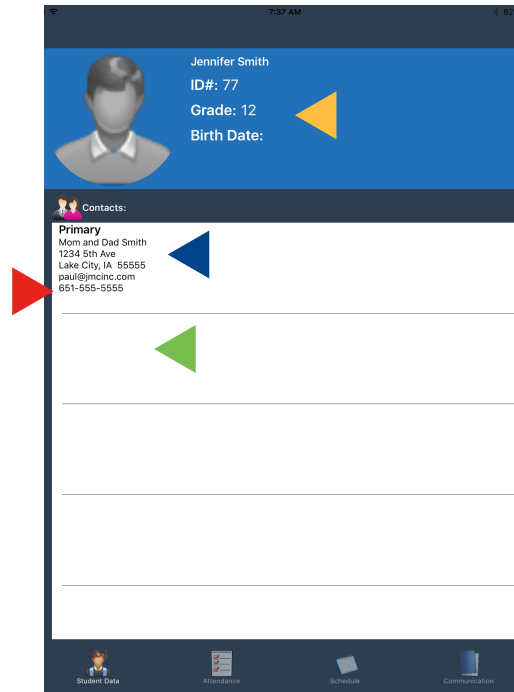 7:37 AM
82
Jennifer Smith
ID#: 77
Grade: 12
Birth Date:
Contacts:
Primary
Mom and Dad Smith
1234 5th Ave
Lake City, IA  55555
paul@jmcinc.com
651-555-5555
Student Data
Attendance
Schedule
Communication